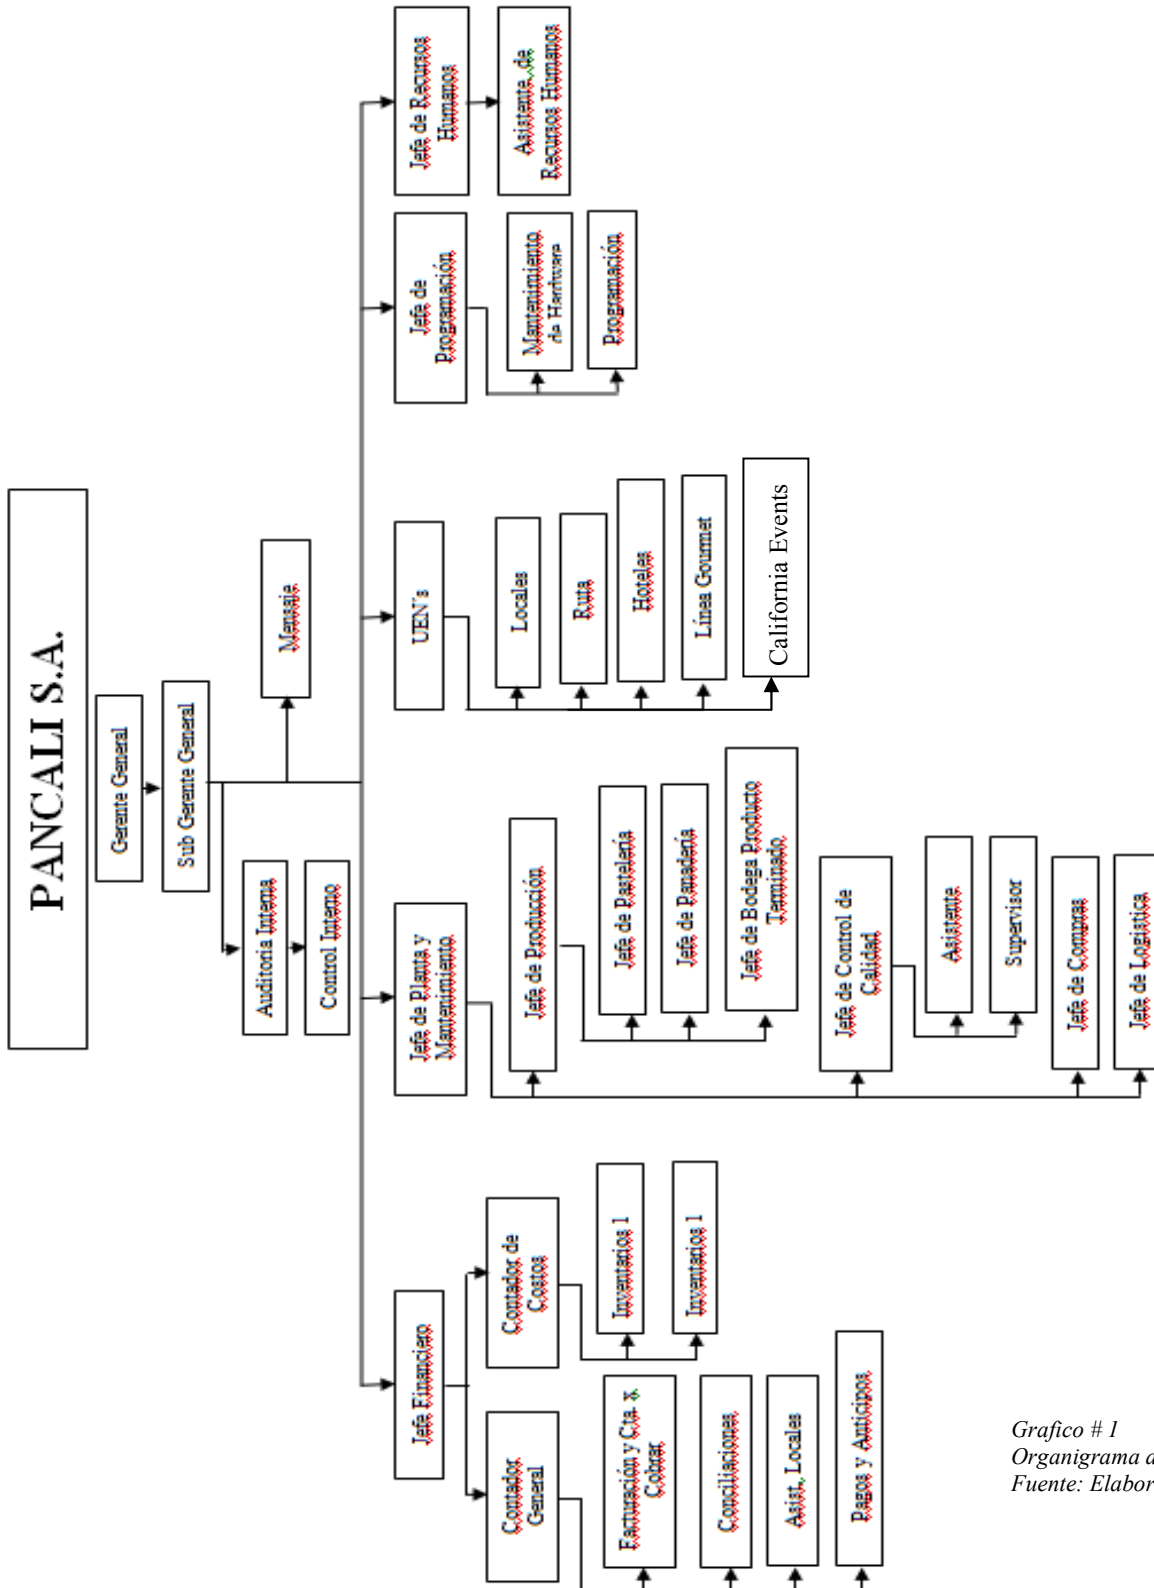 PANCALI S.A.
Gerente General
Sub Gerente General
Auditoria Interna
Control Interno
Mensaje
Jefe Financiero
Contador
General
Facturación y Cta. X
Cobrar
Conciliaciones
Asist. Locales
Pagos y Anticipos
Contador de
Costos
Inventarios 1
Inventarios 1
Jefe de Planta y
Mantenimiento
Jefe de Producción
Jefe de Pastelería
Jefe de Panadería
Jefe de Bodega Producto
Terminado
Jefe de Control de
Calidad
Asistente
Supervisor
Jefe de Compras
Jefe de Logistica
UEN´s
Locales
Ruta
Hoteles
Línea Gourmet
California Events
Jefe de
Programación
Mantenimiento
de Hardware
Programación
Jefe de Recursos
Humanos
Asistente de
Recursos Humanos
Grafico # 1
Organigrama
Fuente: Elabor